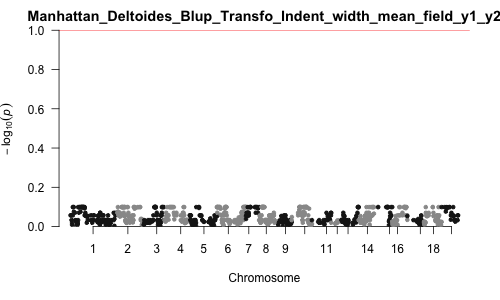 Manhattan_Deltoides_Blup_Transfo_Indent_width_mean_field_y1_y2
1.0
0.8
0.6
0.4
0.2
0.0
− log10(p)
1 2 3 4 5 6 7 8 9 11 14 16 18
Chromosome